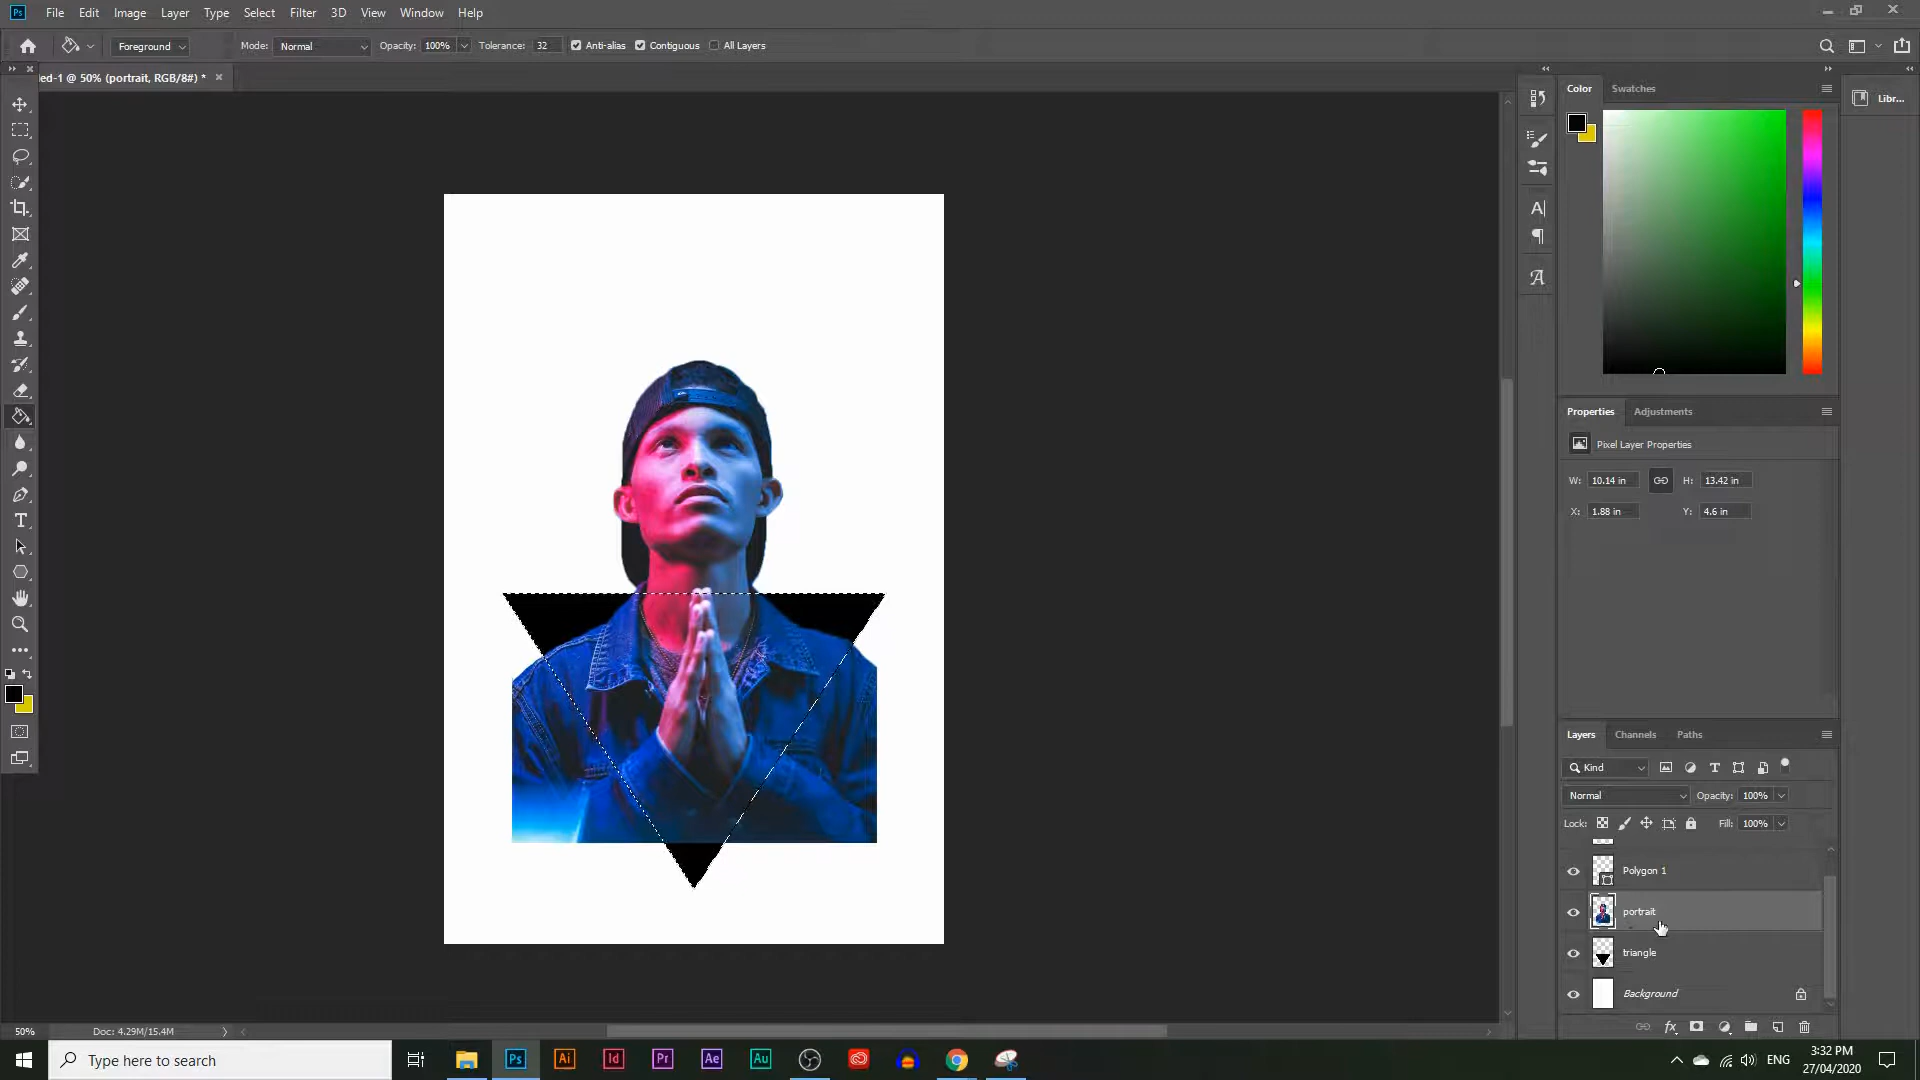 Ps File Edit Image Layer Type Select Filter 3D View Window Help
Foreground Mode: Normal Opacity: 100% Tolerance: 32 Anti-alias Contiguous All Layers
led-1 @ 50% (portrait, RGB/8#) * ×
Color Swatches
Libr...
Properties Adjustments
Pixel Layer Properties
W: 10.14 in H: 13.42 in
X: 1.88 in Y: 4.6 in
Layers Channels Paths
Kind
Normal Opacity: 100%
Lock: Fill: 100%
Polygon 1
portrait
triangle
Background
50% Doc: 4.29M/15.4M
Type here to search
Ps Ai Id Pr Ae Au
ENG
3:32 PM
27/04/2020